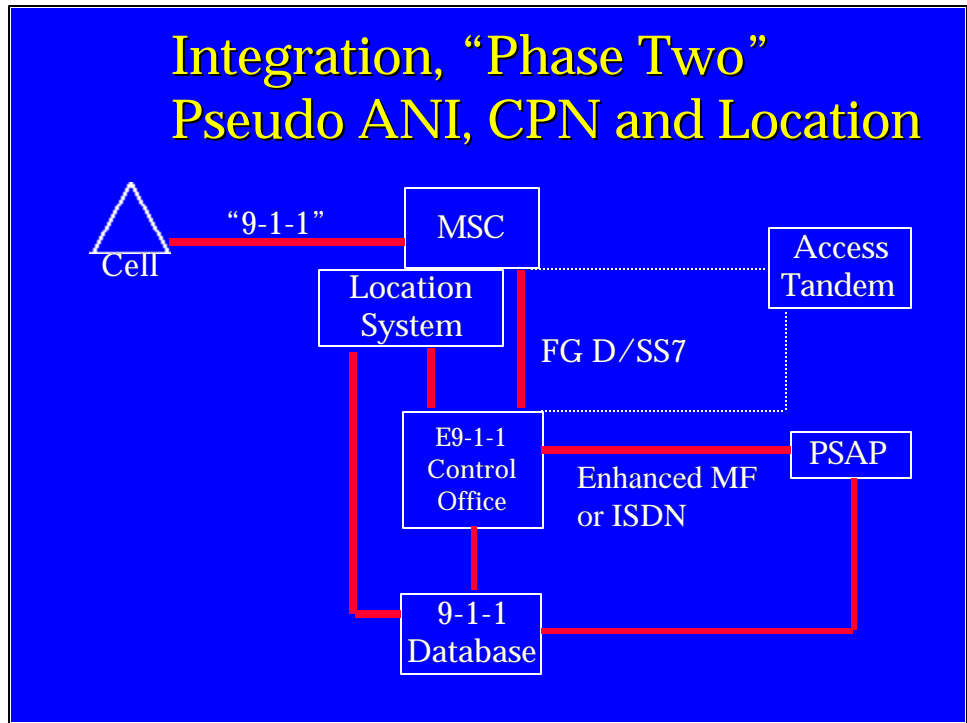 Integration, “Phase Two”
Pseudo ANI, CPN and Location
“9-1-1”
MSC
Cell
Access
Tandem
Location
System
FG D/SS7
E9-1-1
Control
Office
PSAP
Enhanced MF
or ISDN
9-1-1
Database